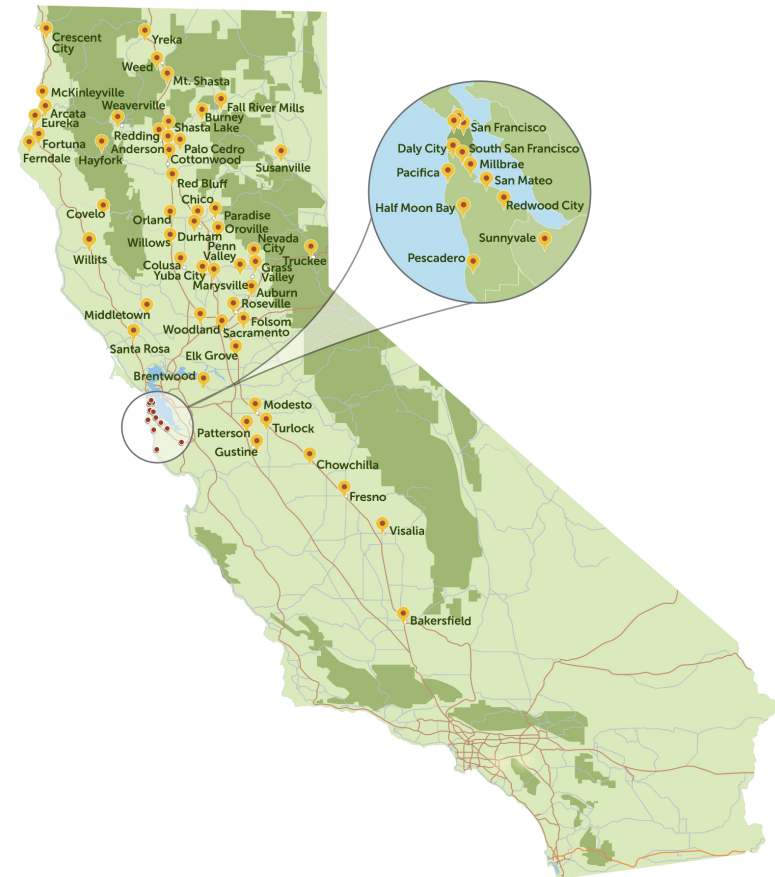 Crescent
City
Yreka
Weed
Mt. Shasta
McKinleyville
Arcata
Eureka
Fortuna
Ferndale
Weaverville
Hayfork
Redding
Anderson
Shasta Lake
Palo Cedro
Cottonwood
Burney
Fall River Mills
Susanville
Red Bluff
Chico
Paradise
Orland
Oroville
Durham
Willows
Covelo
Willits
Colusa
Yuba City
Penn
Valley
Nevada
City
Grass
Valley
Truckee
Marysville
Auburn
Roseville
Middletown
Woodland
Folsom
Sacramento
Santa Rosa
Elk Grove
Brentwood
Modesto
Turlock
Patterson
Gustine
Chowchilla
Fresno
Visalia
Bakersfield
San Francisco
Daly City
South San Francisco
Millbrae
Pacifica
San Mateo
Redwood City
Half Moon Bay
Sunnyvale
Pescadero